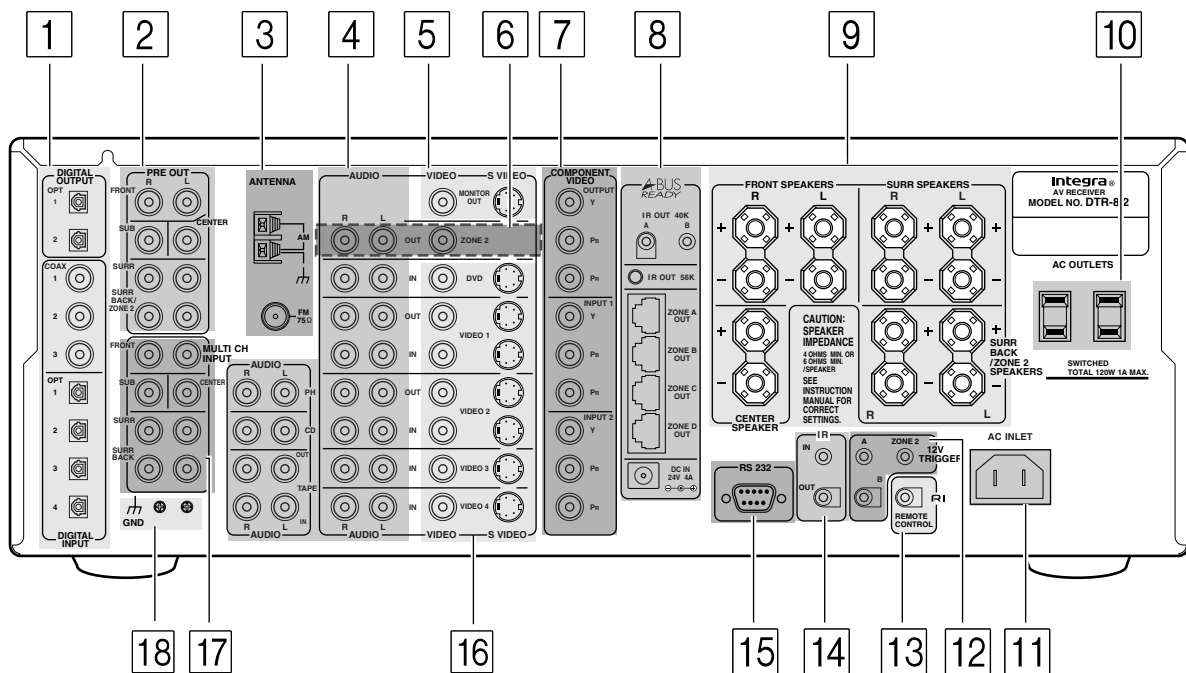 1 2 3 4 5 6 7 8 9 10
DIGITAL
OUTPUT
OPT
1
2
COAX
1
2
3
OPT
1
2
3
4
DIGITAL
INPUT
PRE OUT
R L
FRONT
SUB CENTER
SURR
SURR
BACK/
ZONE 2
FRONT MULTI CH
INPUT
SUB CENTER
SURR
SURR
BACK
GND
ANTENNA
AM
FM
75Ω
AUDIO
R L
PH
CD
OUT
TAPE
IN
R L
AUDIO
AUDIO VIDEO S VIDEO
MONITOR
OUT
R L
OUT ZONE 2
IN DVD
OUT
VIDEO 1
IN
OUT
VIDEO 2
IN
IN VIDEO 3
IN VIDEO 4
R L
AUDIO VIDEO S VIDEO
COMPONENT
VIDEO
OUTPUT
Y
PB
PR
INPUT 1
Y
PB
PR
INPUT 2
Y
PB
PR
A-BUS
READY
IR OUT 40K
A B
IR OUT 56K
ZONE A
OUT
ZONE B
OUT
ZONE C
OUT
ZONE D
OUT
DC IN
24V 4A
FRONT SPEAKERS
R L
+ +
− −
SURR SPEAKERS
R L
+ +
− −
+
−
CENTER
SPEAKER
CAUTION:
SPEAKER
IMPEDANCE
4 OHMS MIN. OR
6 OHMS MIN.
/SPEAKER
SEE
INSTRUCTION
MANUAL FOR
CORRECT
SETTINGS.
+ +
− −
SURR
BACK
/ZONE 2
SPEAKERS
R L
Integra®
AV RECEIVER
MODEL NO. DTR-8.2
AC OUTLETS
SWITCHED
TOTAL 120W 1A MAX.
RS 232
IR
IN
OUT
A ZONE 2
12V
TRIGGER
B
RI
REMOTE
CONTROL
AC INLET
18 17 16 15 14 13 12 11